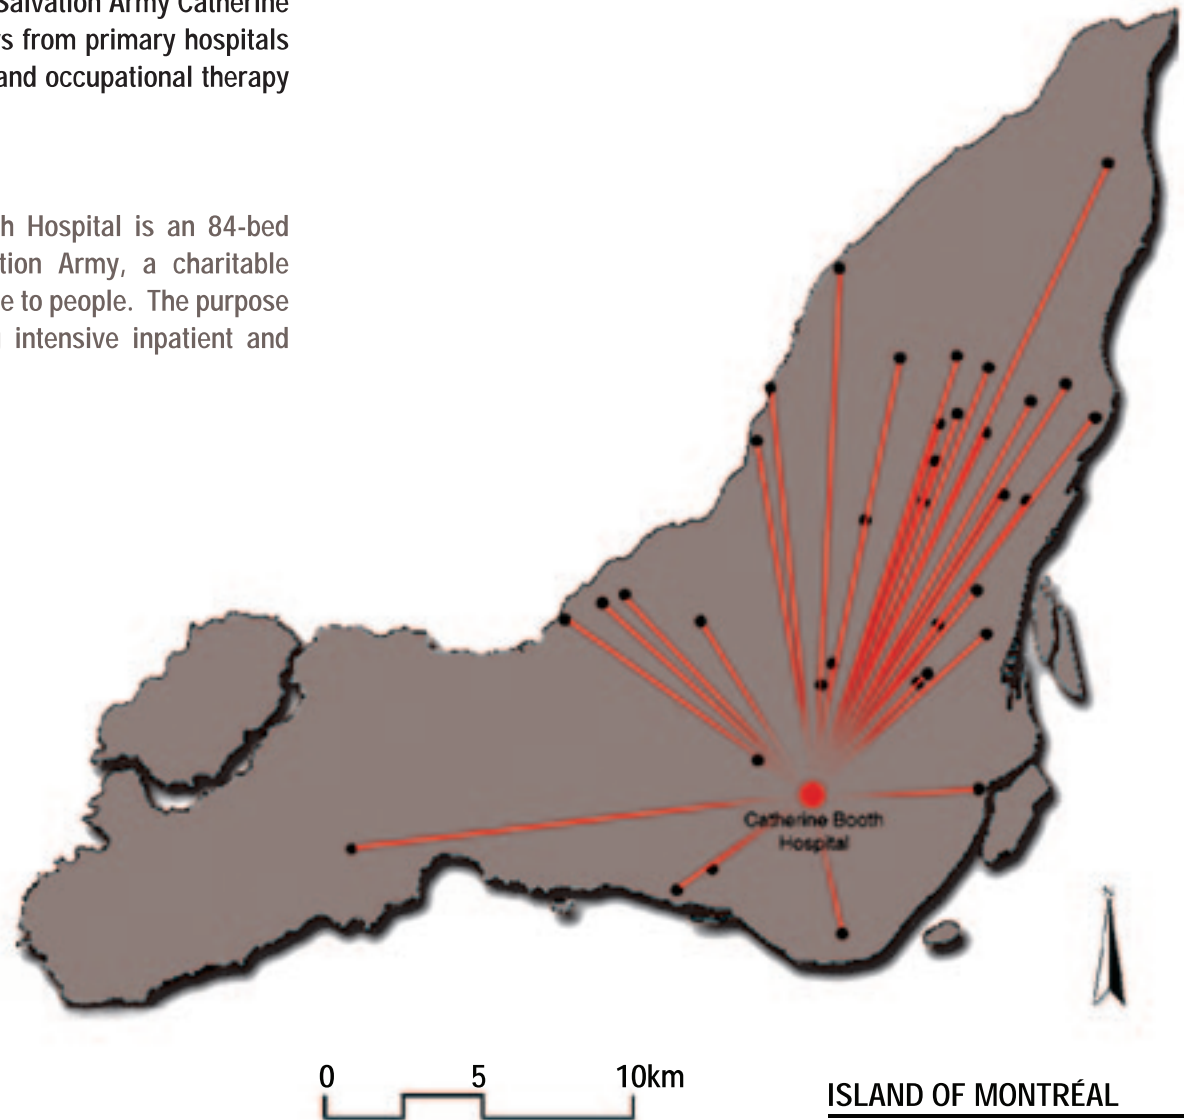 Salvation Army Catherine
s from primary hospitals
and occupational therapy
h Hospital is an 84-bed
tion Army, a charitable
e to people. The purpose
intensive inpatient and
Catherine Booth
Hospital
0 5 10km
ISLAND OF MONTRÉAL